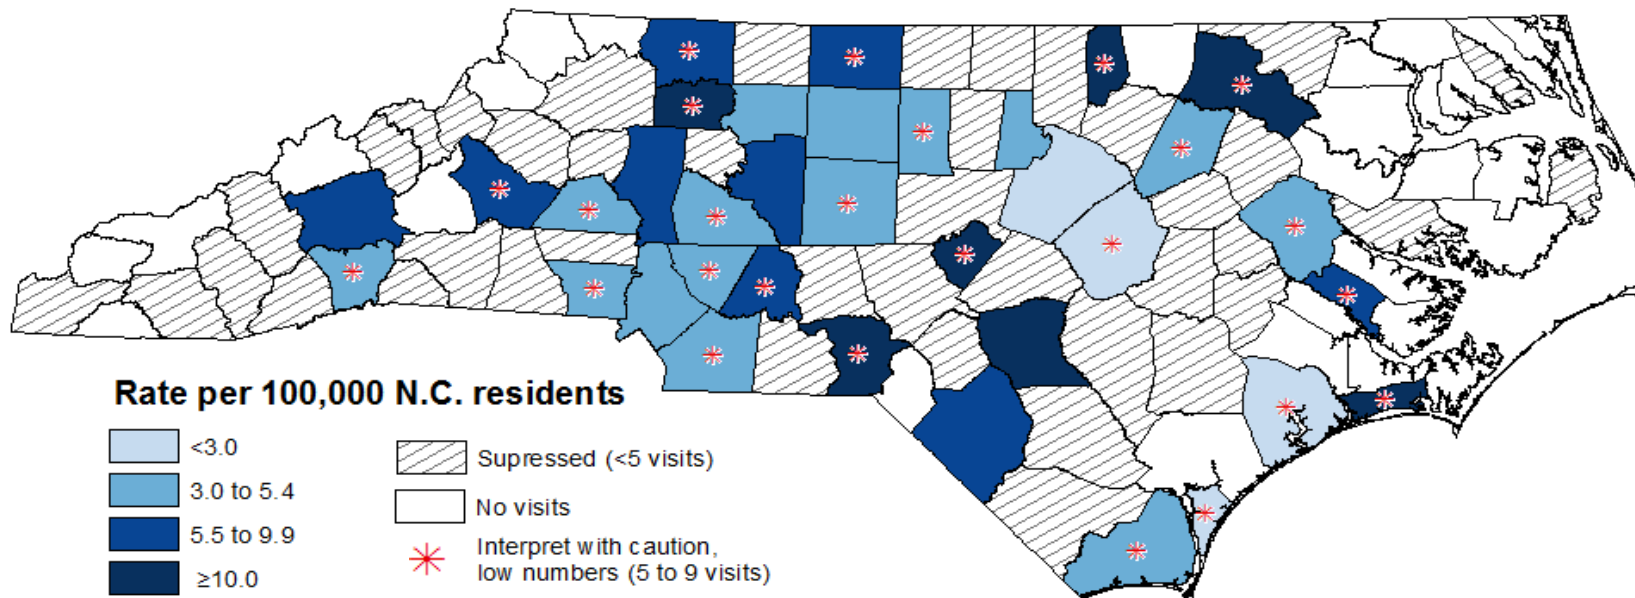 Rate per 100,000 N.C. residents
<3.0
3.0 to 5.4
5.5 to 9.9
≥10.0
Supressed (<5 visits)
No visits
Interpret with caution,
low numbers (5 to 9 visits)